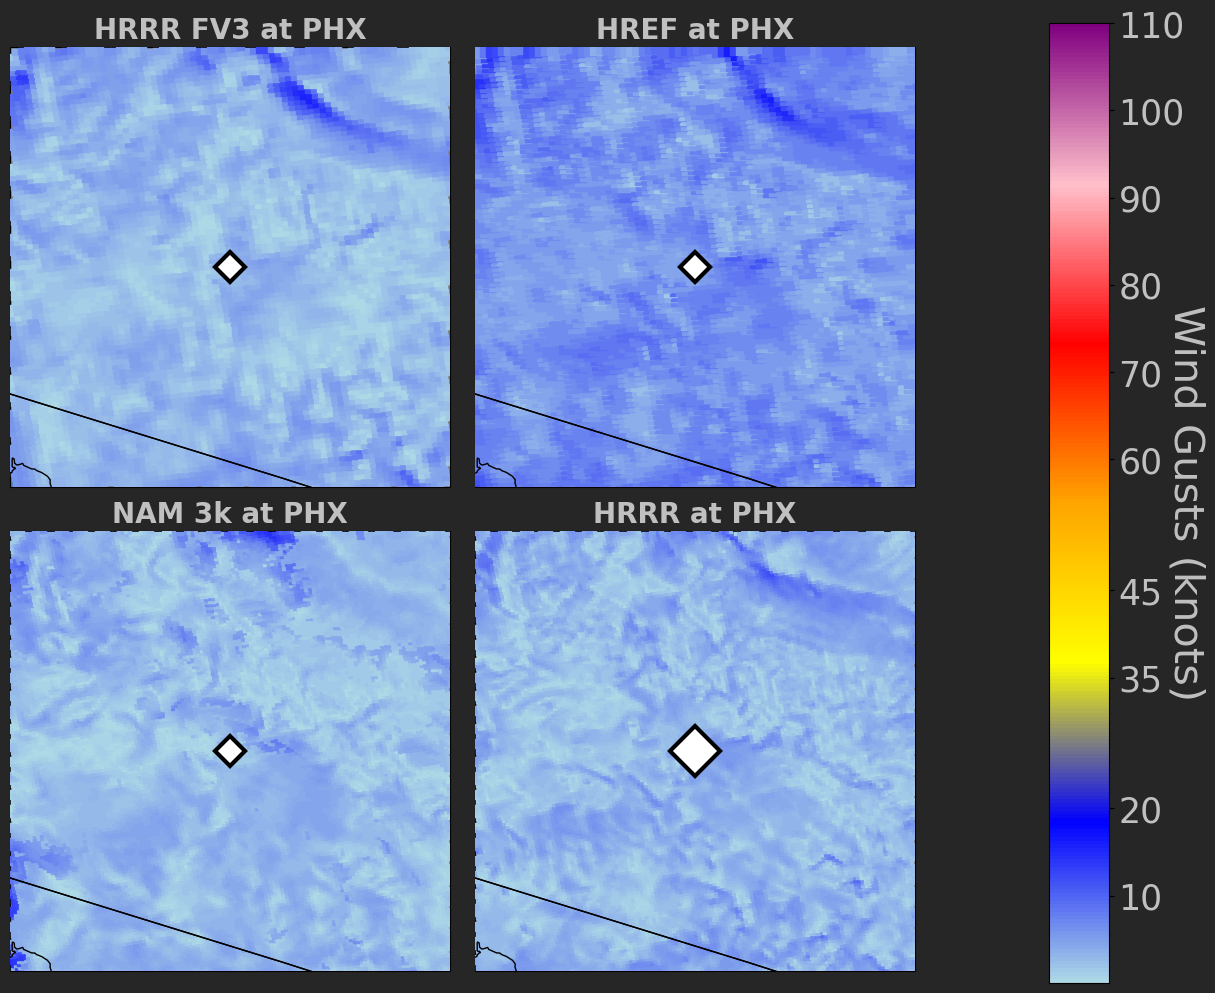 HRRR FV3 at PHX
HREF at PHX
NAM 3k at PHX
HRRR at PHX
110
100
90
80
70
60
45
35
20
10
Wind Gusts (knots)